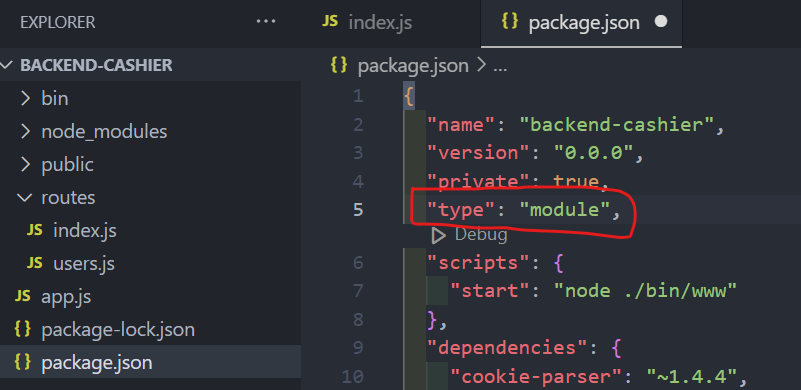 EXPLORER ...
BACKEND-CASHIER
bin
node_modules
public
routes
JS index.js
JS users.js
JS app.js
{} package-lock.json
{} package.json
JS index.js {} package.json
{} package.json > ...
1 {
2 "name": "backend-cashier",
3 "version": "0.0.0",
4 "private": true,
5 "type": "module",
Debug
6 "scripts": {
7 "start": "node ./bin/www"
8 },
9 "dependencies": {
10 "cookie-parser": "~1.4.4",